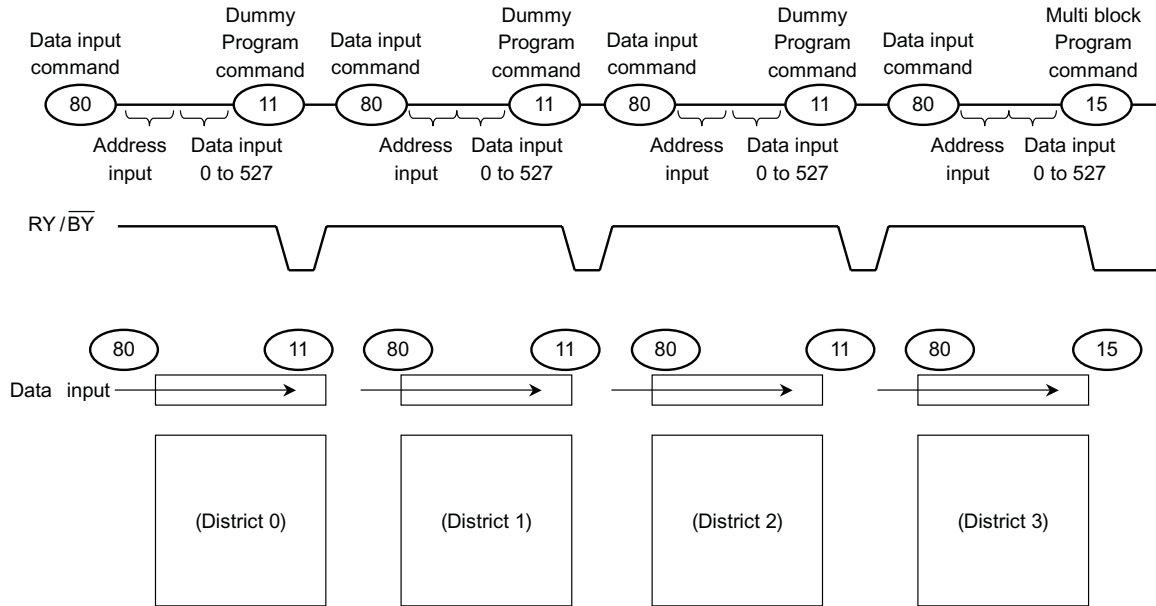 Data input
command
Dummy
Program
command
Data input
command
Dummy
Program
command
Data input
command
Dummy
Program
command
Data input
command
Multi block
Program
command
80
11
80
11
80
11
80
15
Address
input
Data input
0 to 527
Address
input
Data input
0 to 527
Address
input
Data input
0 to 527
Address
input
Data input
0 to 527
RY / B̅Y̅
80
11
80
11
80
11
80
15
Data input
(District 0)
(District 1)
(District 2)
(District 3)